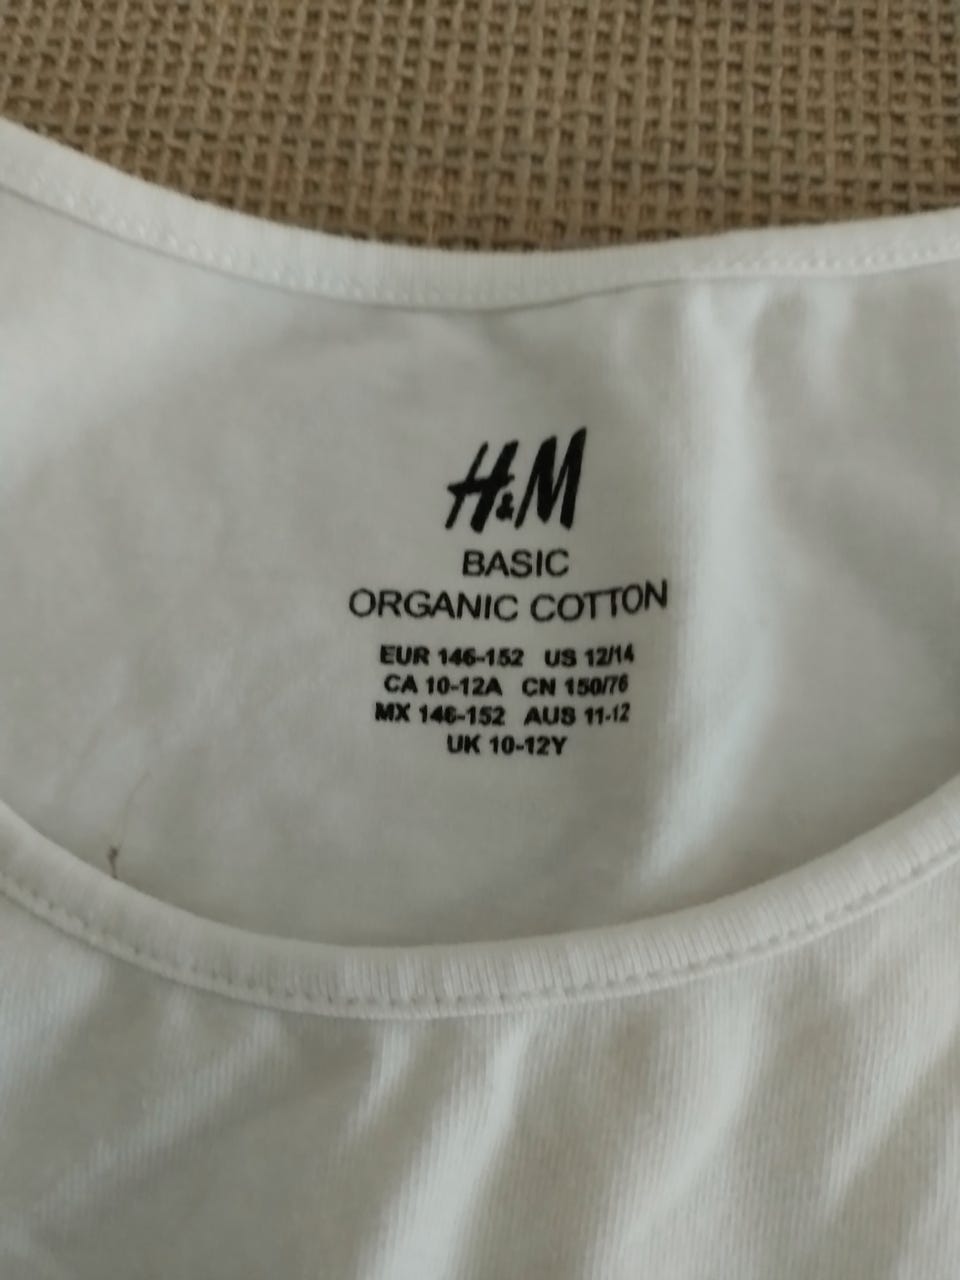 H&M
BASIC
ORGANIC COTTON
EUR 146-152 US 12/14
CA 10-12A CN 150/76
MX 146-152 AUS 11-12
UK 10-12Y